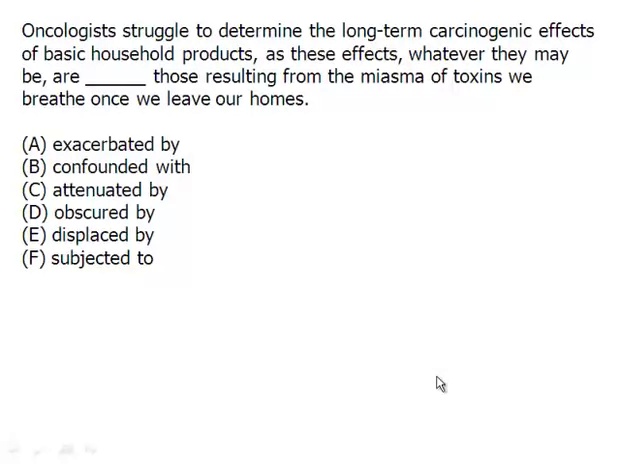 Oncologists struggle to determine the long-term carcinogenic effects
of basic household products, as these effects, whatever they may
be, are ______ those resulting from the miasma of toxins we
breathe once we leave our homes.
(A) exacerbated by
(B) confounded with
(C) attenuated by
(D) obscured by
(E) displaced by
(F) subjected to